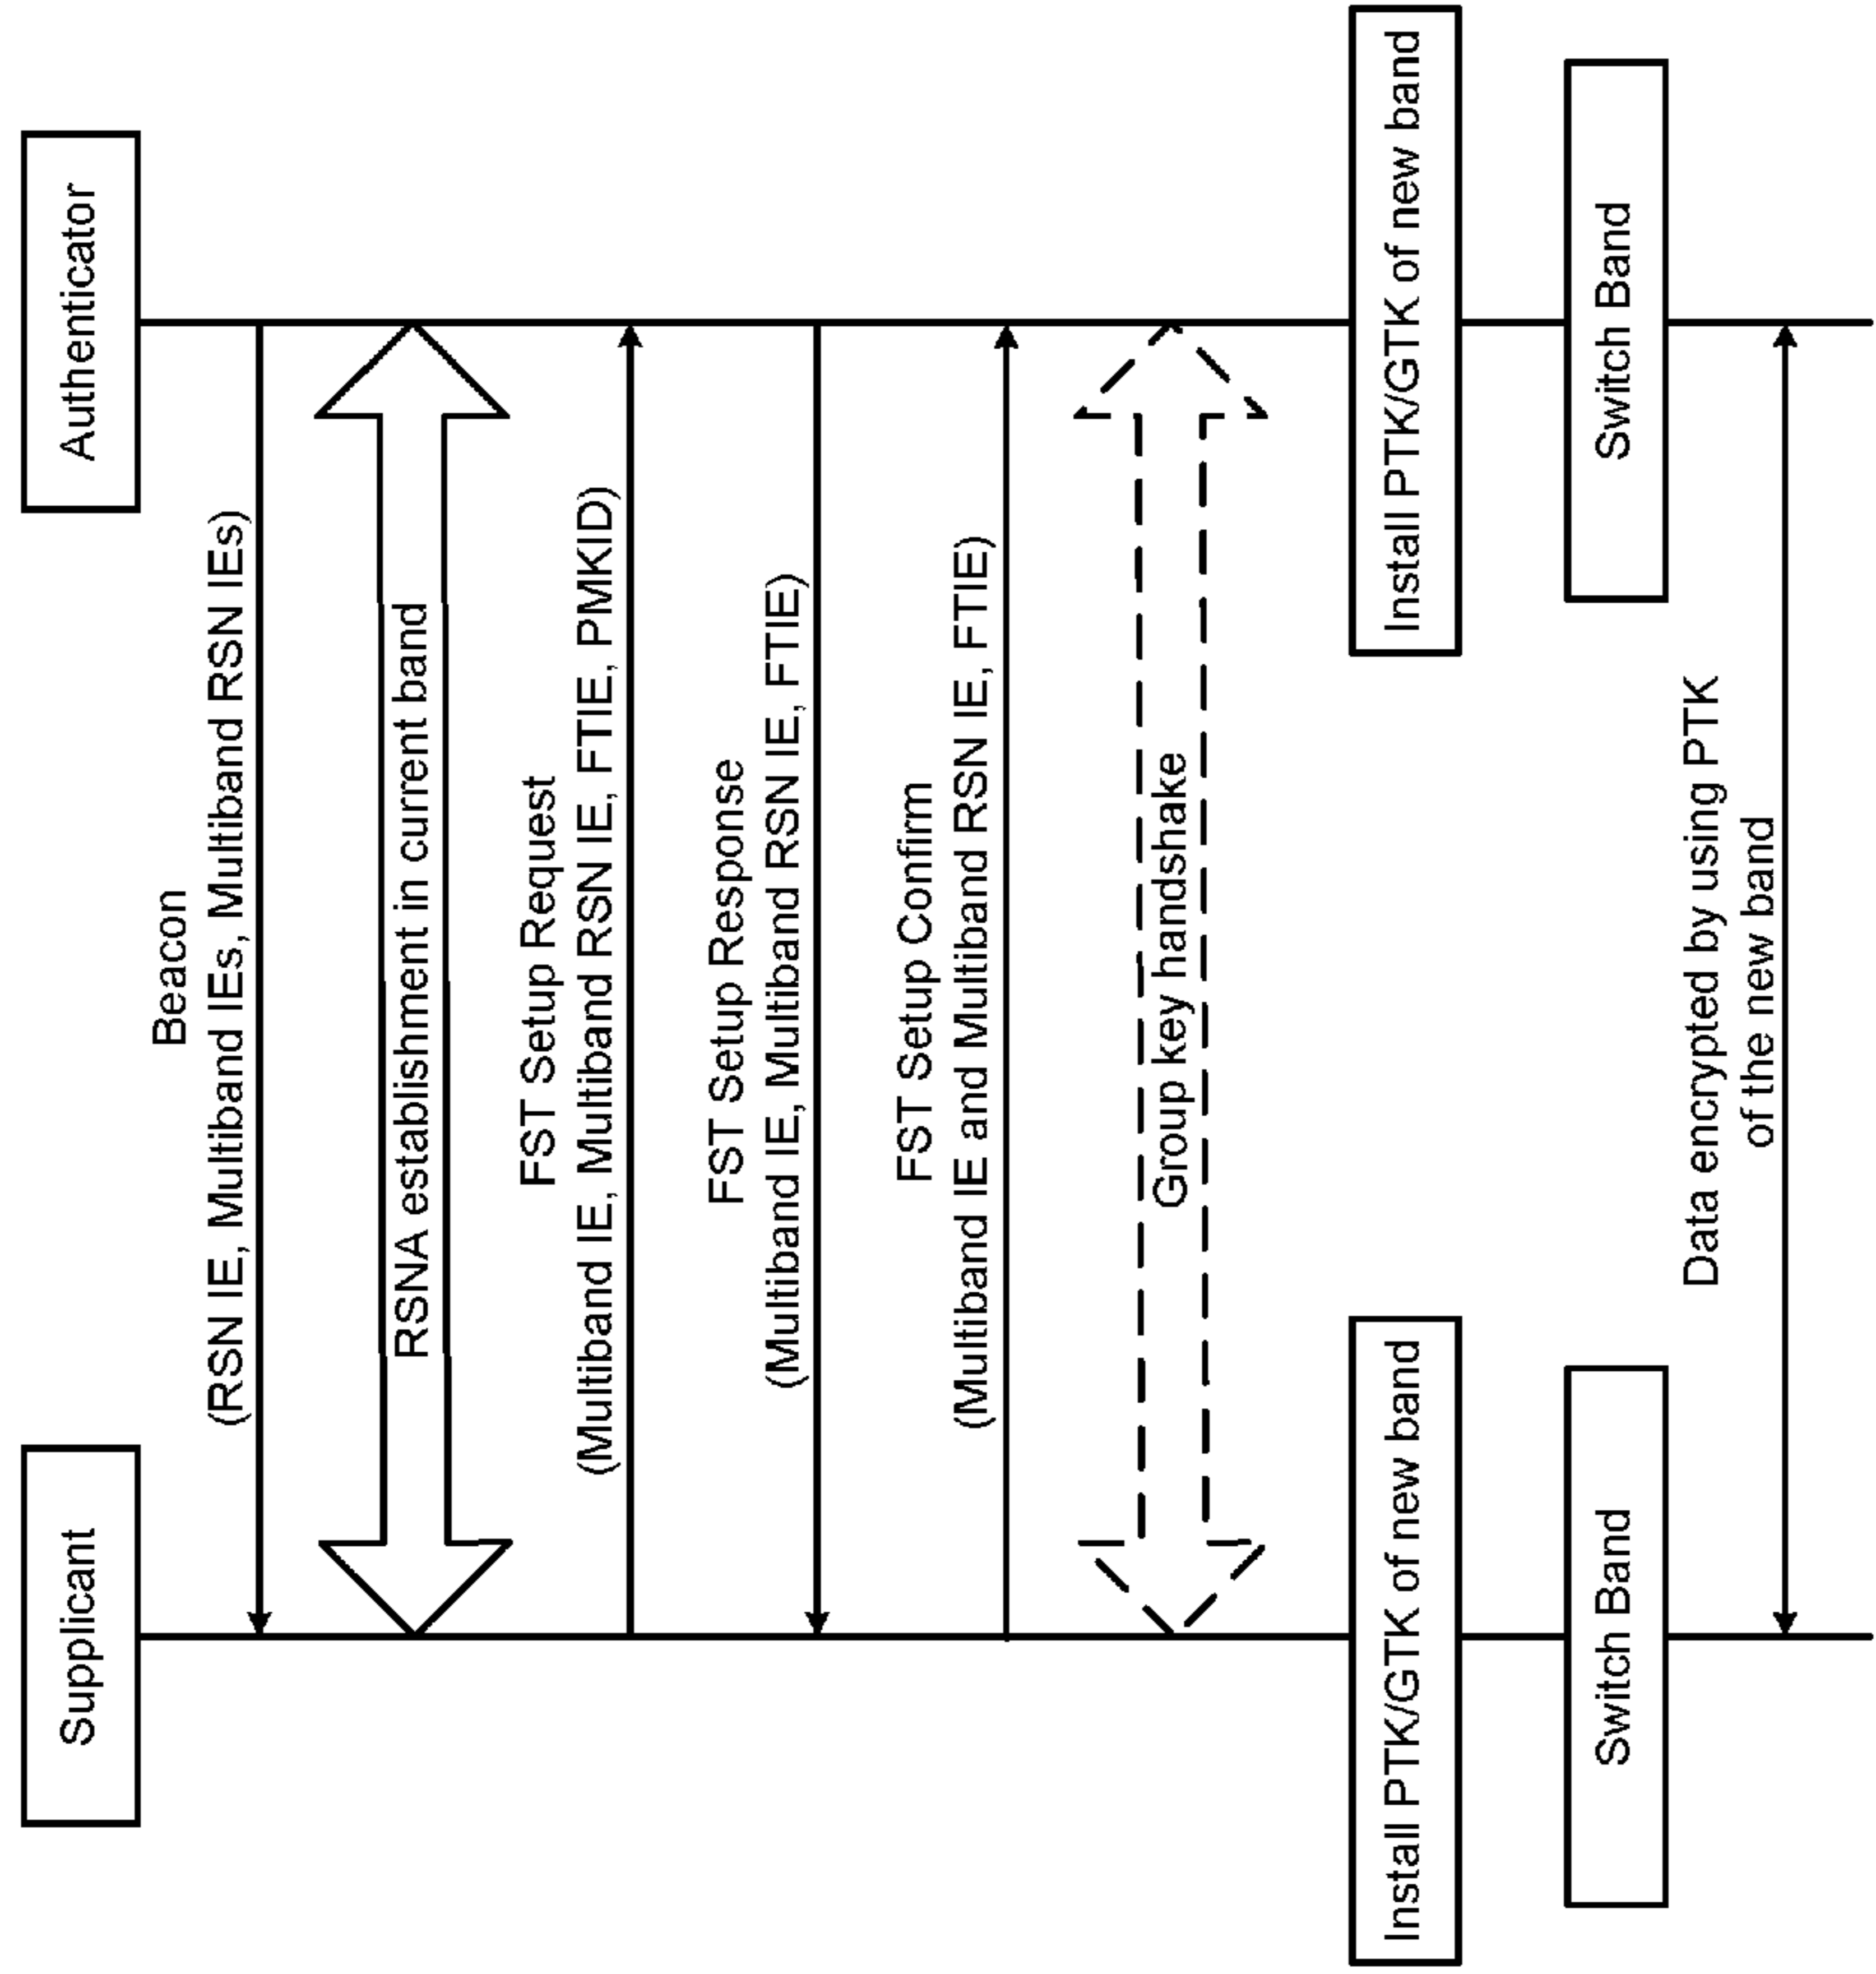 Supplicant
Authenticator
Beacon
(RSN IE, Multiband IEs, Multiband RSN IEs)
RSNA establishment in current band
FST Setup Request
(Multiband IE, Multiband RSN IE, FTIE, PMKID)
FST Setup Response
(Multiband IE, Multiband RSN IE, FTIE)
FST Setup Confirm
(Multiband IE and Multiband RSN IE, FTIE)
Group key handshake
Install PTK/GTK of new band
Install PTK/GTK of new band
Switch Band
Switch Band
Data encrypted by using PTK
of the new band